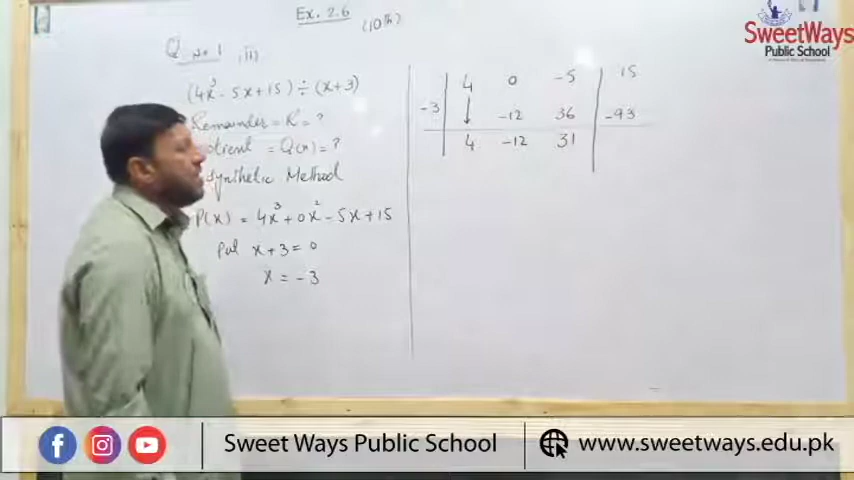 Ex. 2.6
(10th)
Q No 1 (ii)
(4x³ - 5x + 15) ÷ (x+3)
Remainder = R = ?
otient = Q(x) = ?
Synthetic Method
P(x) = 4x³ + 0x² - 5x + 15
Put x + 3 = 0
x = -3
4 0 -5 15
-3 -12 36 -93
4 -12 31
SweetWays
Public School
Sweet Ways Public School
www.sweetways.edu.pk